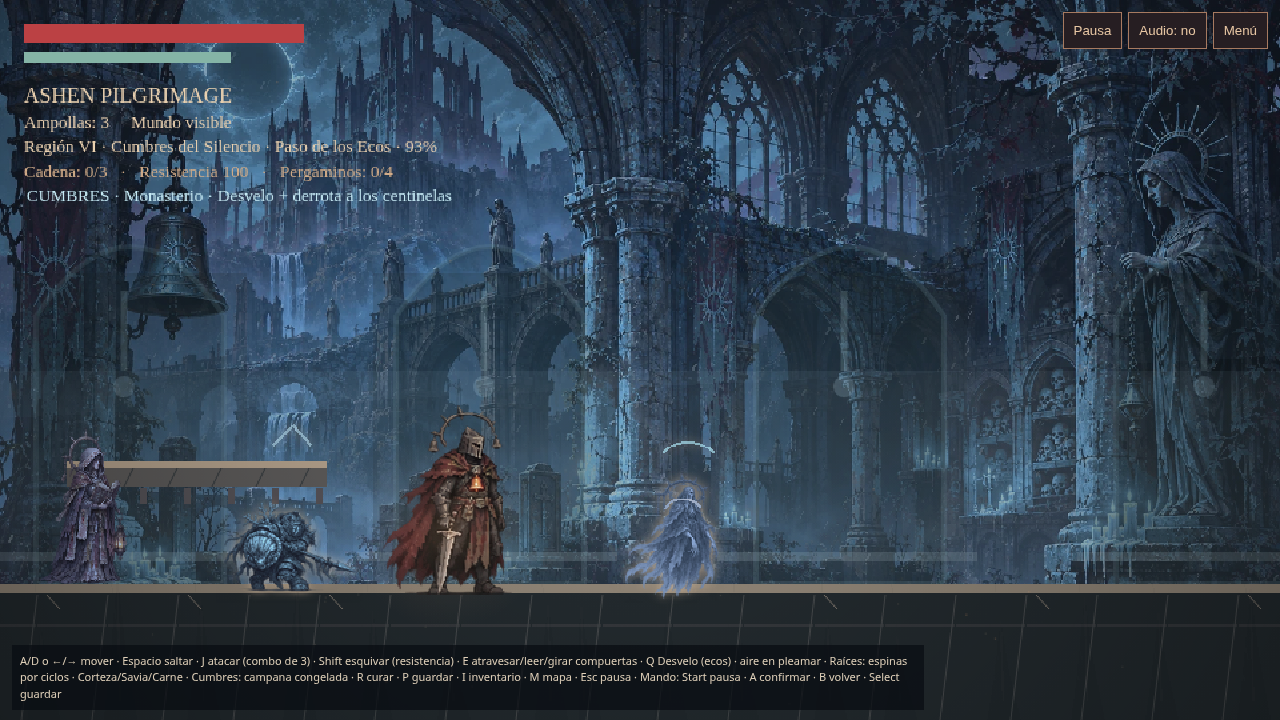 Pausa Audio: no Menú
ASHEN PILGRIMAGE
Ampollas: 3 Mundo visible
Región VI · Cumbres del Silencio · Paso de los Ecos · 93%
Cadena: 0/3 · Resistencia 100 · Pergaminos: 0/4
CUMBRES · Monasterio · Desvelo + derrota a los centinelas
A/D o ←/→ mover · Espacio saltar · J atacar (combo de 3) · Shift esquivar (resistencia) · E atravesar/leer/girar compuertas · Q Desvelo (ecos) · aire en pleamar · Raíces: espinas
por ciclos · Corteza/Savia/Carne · Cumbres: campana congelada · R curar · P guardar · I inventario · M mapa · Esc pausa · Mando: Start pausa · A confirmar · B volver · Select
guardar